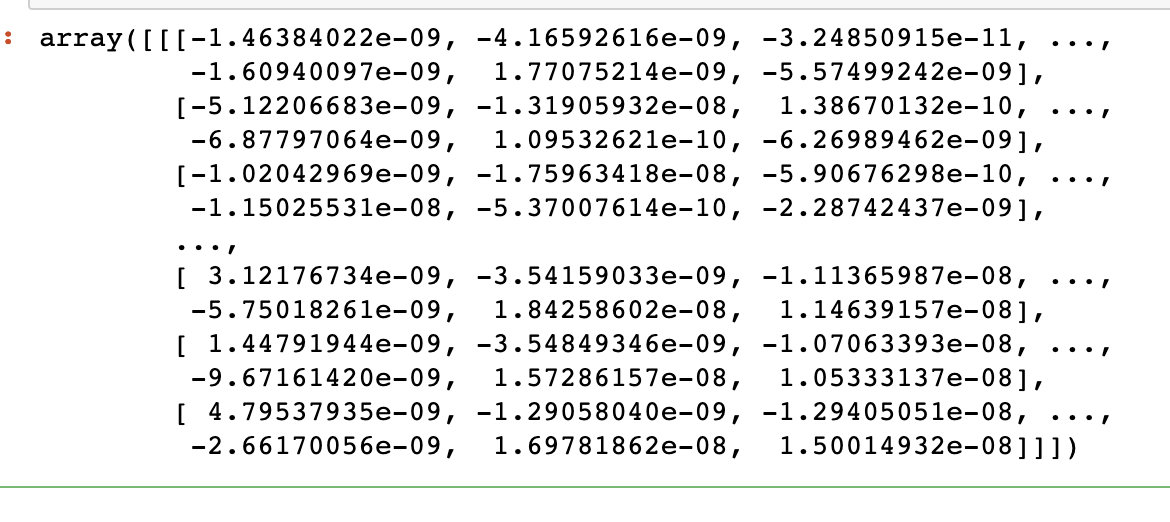 : array([[[-1.46384022e-09, -4.16592616e-09, -3.24850915e-11, ...,
-1.60940097e-09, 1.77075214e-09, -5.57499242e-09],
[-5.12206683e-09, -1.31905932e-08, 1.38670132e-10, ...,
-6.87797064e-09, 1.09532621e-10, -6.26989462e-09],
[-1.02042969e-09, -1.75963418e-08, -5.90676298e-10, ...,
-1.15025531e-08, -5.37007614e-10, -2.28742437e-09],
...,
[ 3.12176734e-09, -3.54159033e-09, -1.11365987e-08, ...,
-5.75018261e-09, 1.84258602e-08, 1.14639157e-08],
[ 1.44791944e-09, -3.54849346e-09, -1.07063393e-08, ...,
-9.67161420e-09, 1.57286157e-08, 1.05333137e-08],
[ 4.79537935e-09, -1.29058040e-09, -1.29405051e-08, ...,
-2.66170056e-09, 1.69781862e-08, 1.50014932e-08]]])